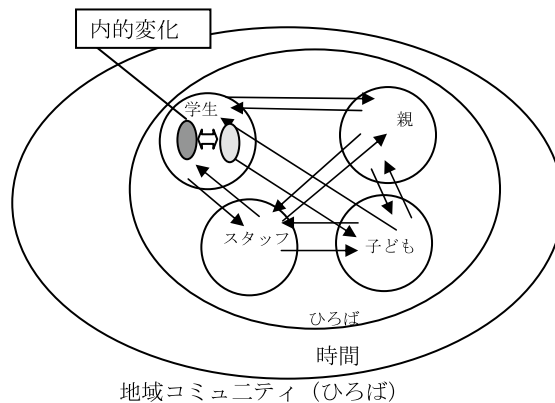 内的変化
学生
親
スタッフ
子ども
ひろば
時間
地域コミュニティ（ひろば）